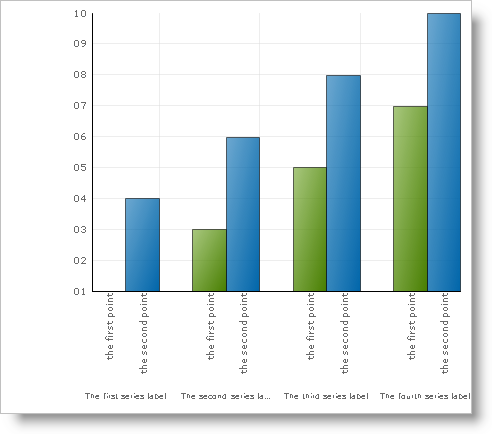 10
09
08
07
06
05
04
03
02
01
the first point
the second point
the first point
the second point
the first point
the second point
the first point
the second point
The first series label
The second series la...
The third series label
The fourth series label